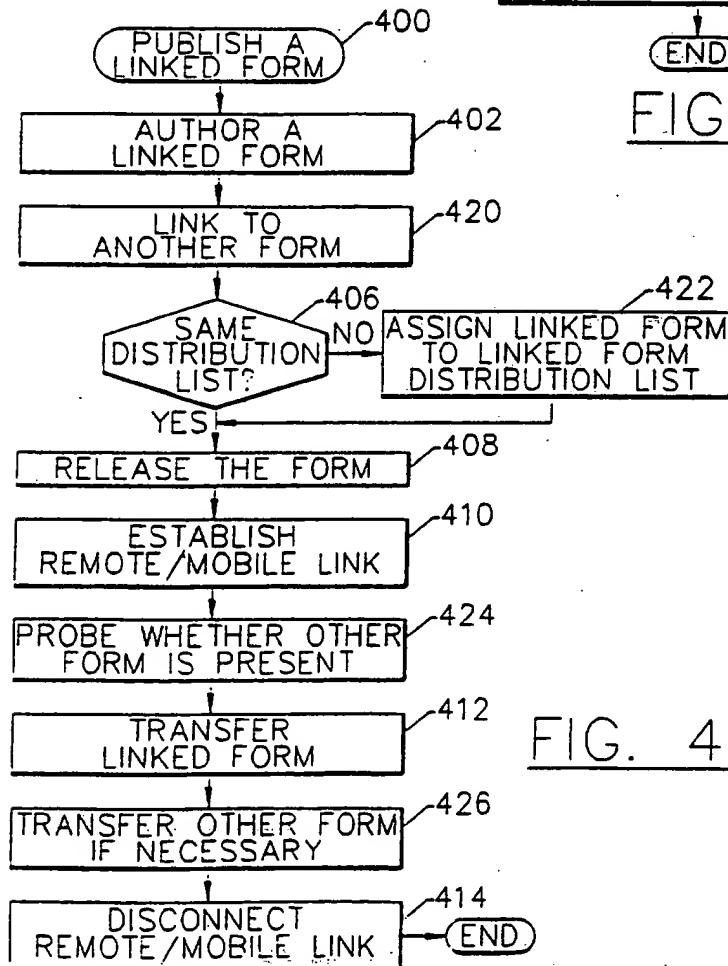 400
PUBLISH A
LINKED FORM
END
FIG
AUTHOR A
LINKED FORM
402
LINK TO
ANOTHER FORM
420
SAME
DISTRIBUTION
LIST?
406
NO
ASSIGN LINKED FORM
TO LINKED FORM
DISTRIBUTION LIST
422
YES
RELEASE THE FORM
408
ESTABLISH
REMOTE/MOBILE LINK
410
PROBE WHETHER OTHER
FORM IS PRESENT
424
TRANSFER
LINKED FORM
412
FIG. 4
TRANSFER OTHER FORM
IF NECESSARY
426
DISCONNECT
REMOTE/MOBILE LINK
414
END